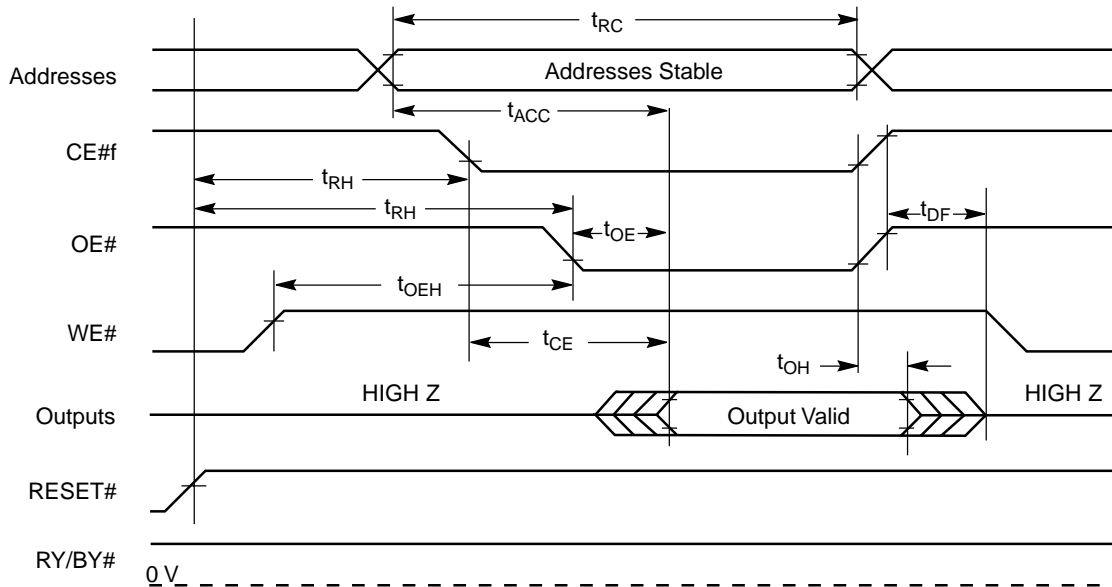 tRC
Addresses
Addresses Stable
tACC
CE#f
tRH
tRH
tDF
tOE
OE#
tOEH
WE#
tCE
tOH
HIGH Z
HIGH Z
Outputs
Output Valid
RESET#
RY/BY#
0 V